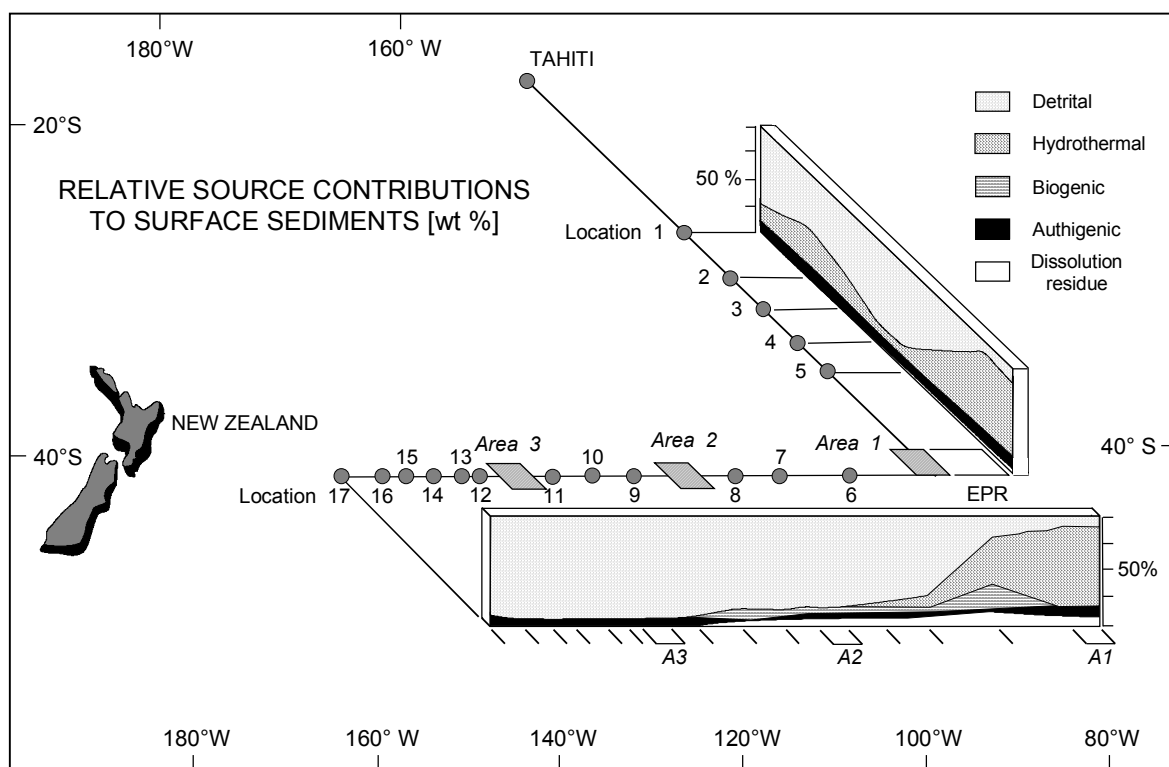 180°W
160° W
TAHITI
20°S
Detrital
Hydrothermal
50 %
RELATIVE SOURCE CONTRIBUTIONS
TO SURFACE SEDIMENTS [wt %]
Biogenic
Location 1
Authigenic
Dissolution
residue
2
3
4
5
NEW ZEALAND
40°S
40° S
Area 3
Area 2
Area 1
15
13
10
7
Location
17
16
14
12
11
9
8
6
EPR
50%
A3
A2
A1
180°W
160° W
140° W
120°W
100°W
80°W